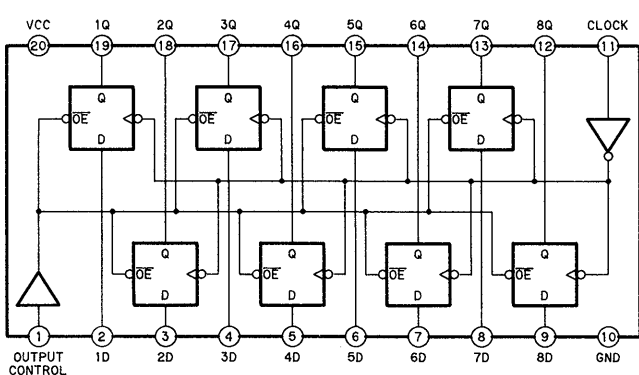 VCC 1Q 2Q 3Q 4Q 5Q 6Q 7Q 8Q CLOCK
20 19 18 17 16 15 14 13 12 11
Q Q Q Q
OE OE OE OE
D D D D
Q Q Q Q
OE OE OE OE
D D D D
1 2 3 4 5 6 7 8 9 10
OUTPUT 1D 2D 3D 4D 5D 6D 7D 8D GND
CONTROL